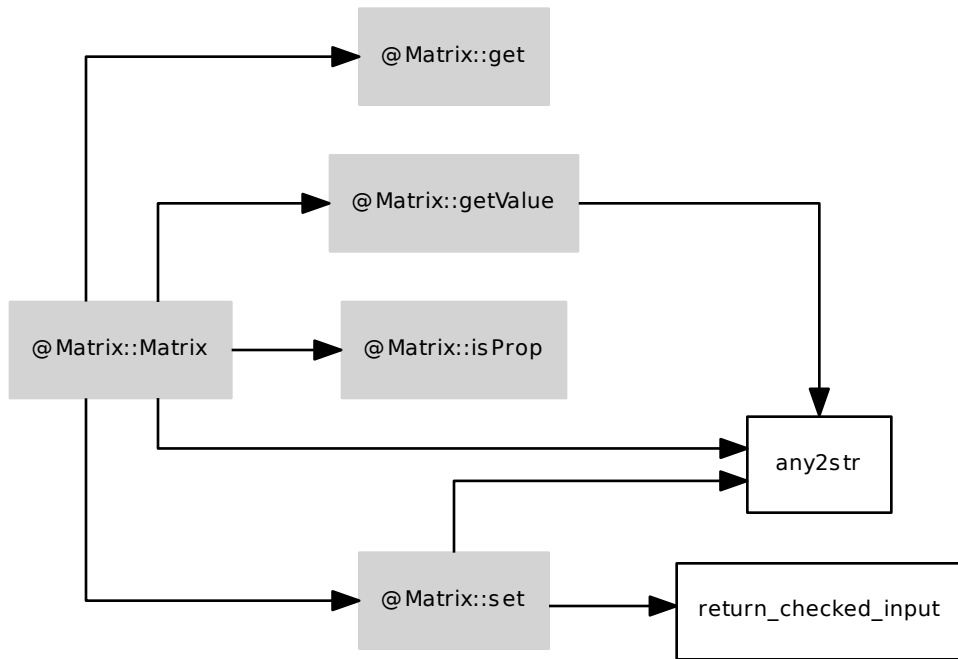 @Matrix::get
@Matrix::getValue
@Matrix::Matrix
@Matrix::isProp
any2str
@Matrix::set
return_checked_input